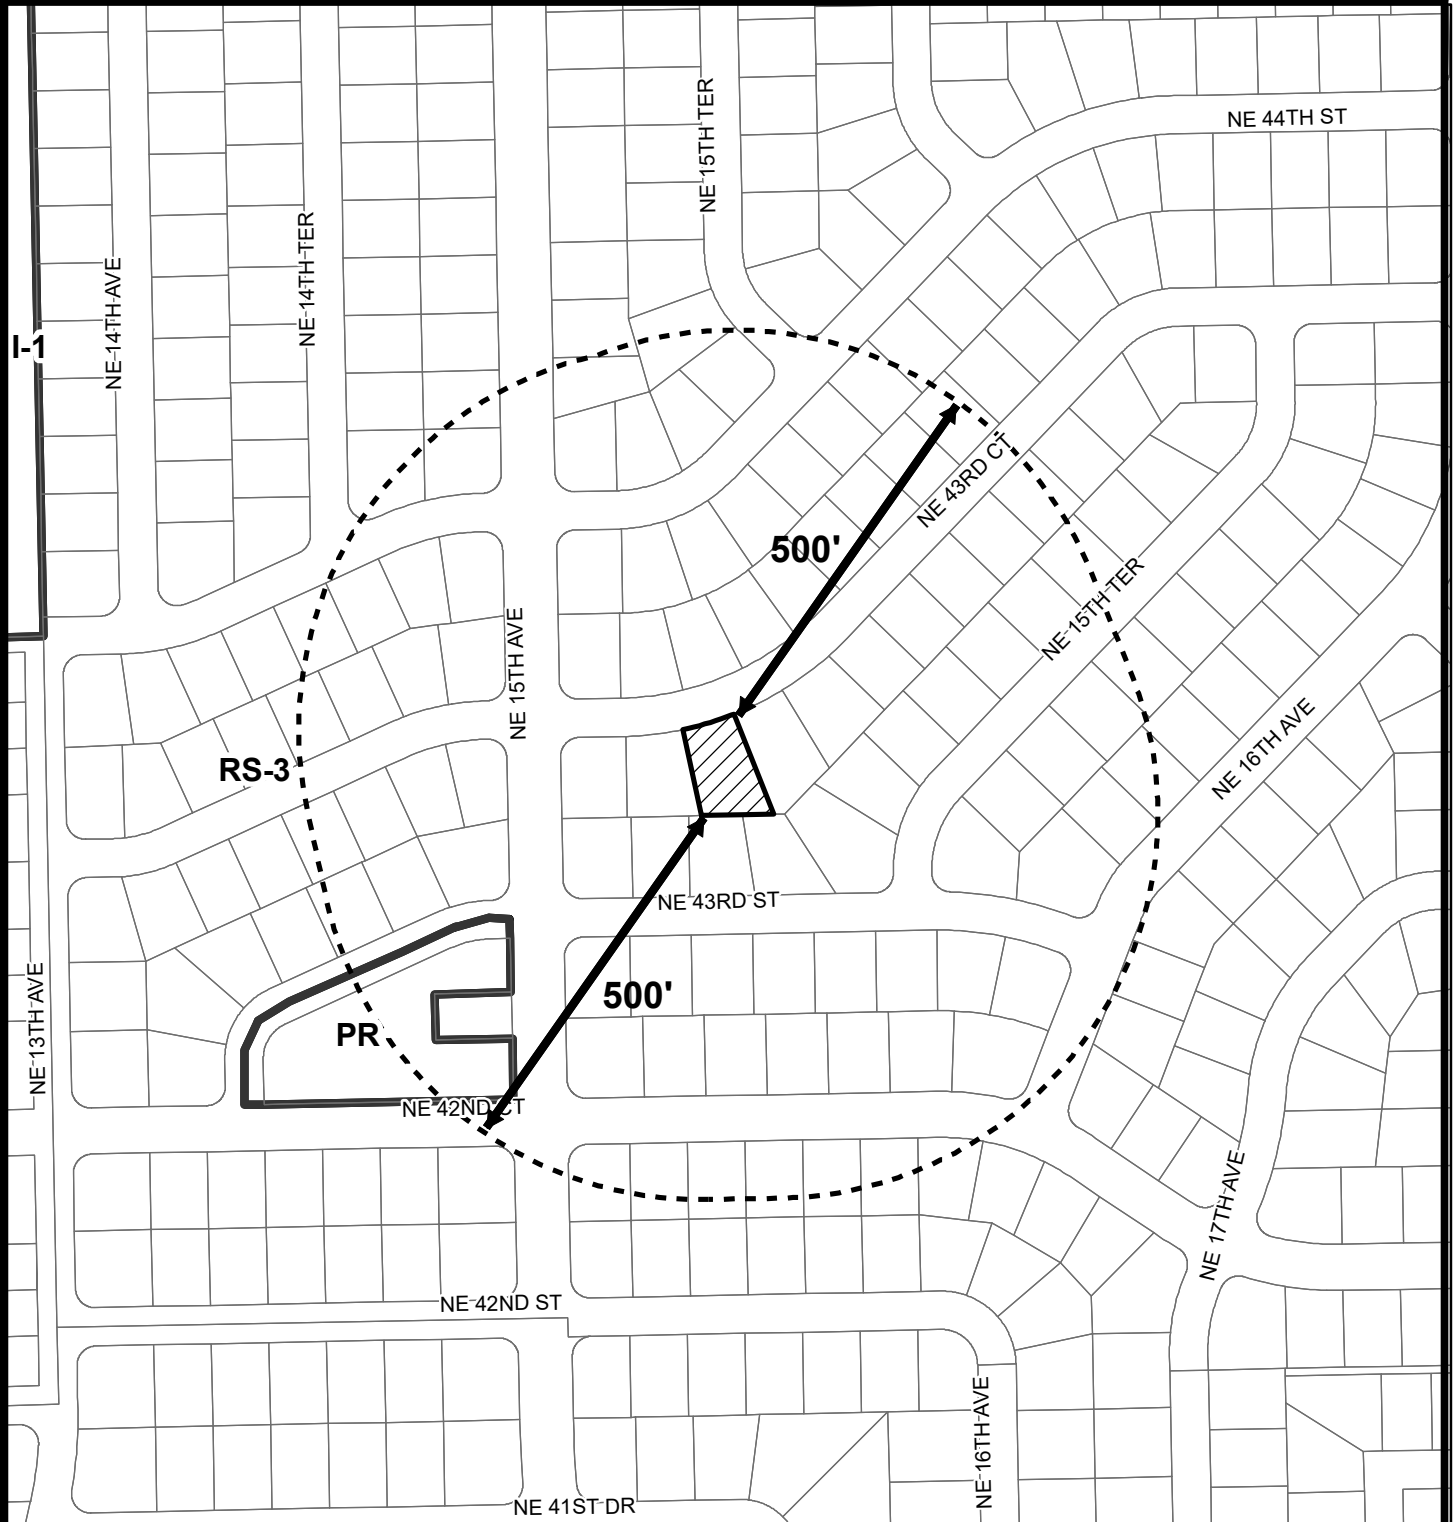 NE 44TH ST
NE 15TH TER
NE 14TH TER
NE 14TH AVE
I-1
NE 43RD CT
500'
NE 15TH TER
NE 15TH AVE
NE 16TH AVE
RS-3
NE 43RD ST
500'
NE 13TH AVE
PR
NE 42ND CT
NE 17TH AVE
NE 42ND ST
NE 16TH AVE
NE 41ST DR